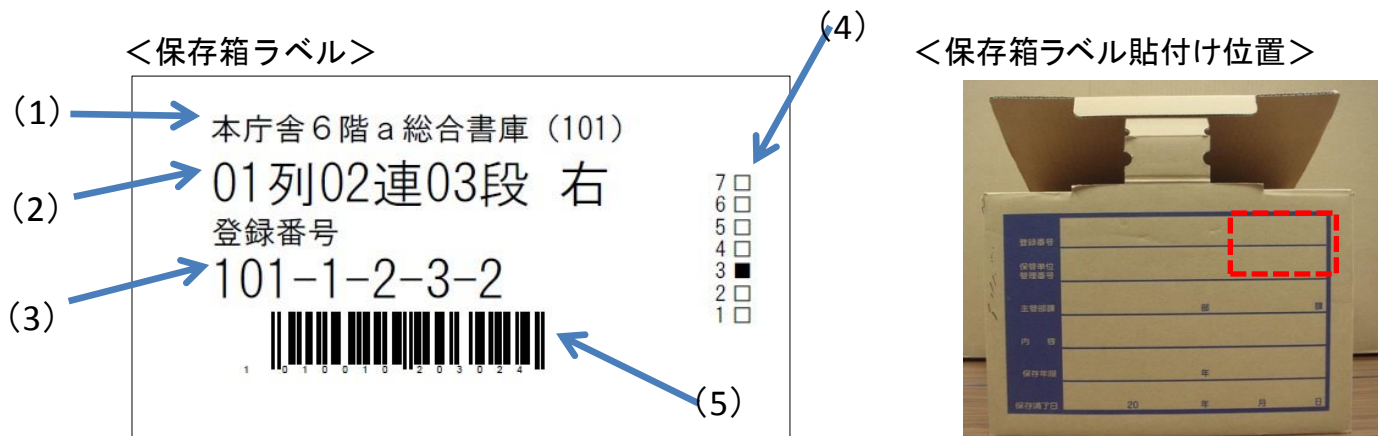 ＜保存箱ラベル＞
(1)
本庁舎６階ａ総合書庫（101）
(2)
01列02連03段 右
登録番号
(3)
101-1-2-3-2
1 010010 203024
(4)
7 □
6 □
5 □
4 □
3 ■
2 □
1 □
(5)
＜保存箱ラベル貼付け位置＞
登録番号
保管単位
管理番号
主管部課 部 課
内 容
保存年限 年
保存満了日 20 年 月 日